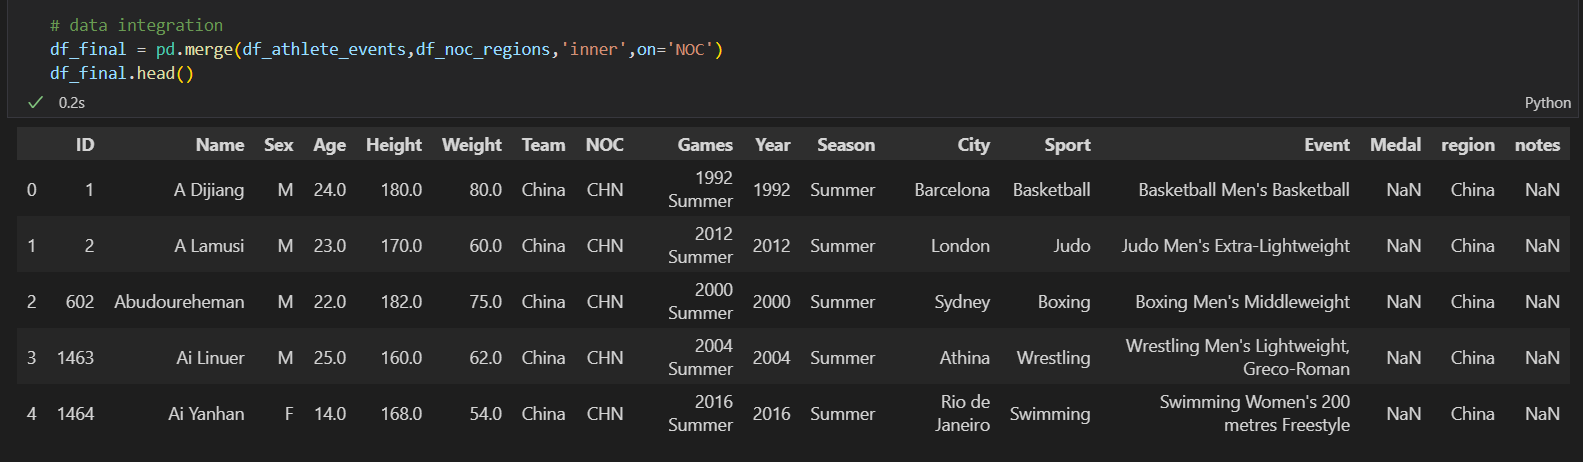 # data integration
df_final = pd.merge(df_athlete_events,df_noc_regions,'inner',on='NOC')
df_final.head()
✓ 0.2s Python
ID Name Sex Age Height Weight Team NOC Games Year Season City Sport Event Medal region notes
0 1 A Dijiang M 24.0 180.0 80.0 China CHN 1992 Summer 1992 Summer Barcelona Basketball Basketball Men's Basketball NaN China NaN
1 2 A Lamusi M 23.0 170.0 60.0 China CHN 2012 Summer 2012 Summer London Judo Judo Men's Extra-Lightweight NaN China NaN
2 602 Abudoureheman M 22.0 182.0 75.0 China CHN 2000 Summer 2000 Summer Sydney Boxing Boxing Men's Middleweight NaN China NaN
3 1463 Ai Linuer M 25.0 160.0 62.0 China CHN 2004 Summer 2004 Summer Athina Wrestling Wrestling Men's Lightweight, Greco-Roman NaN China NaN
4 1464 Ai Yanhan F 14.0 168.0 54.0 China CHN 2016 Summer 2016 Summer Rio de Janeiro Swimming Swimming Women's 200 metres Freestyle NaN China NaN